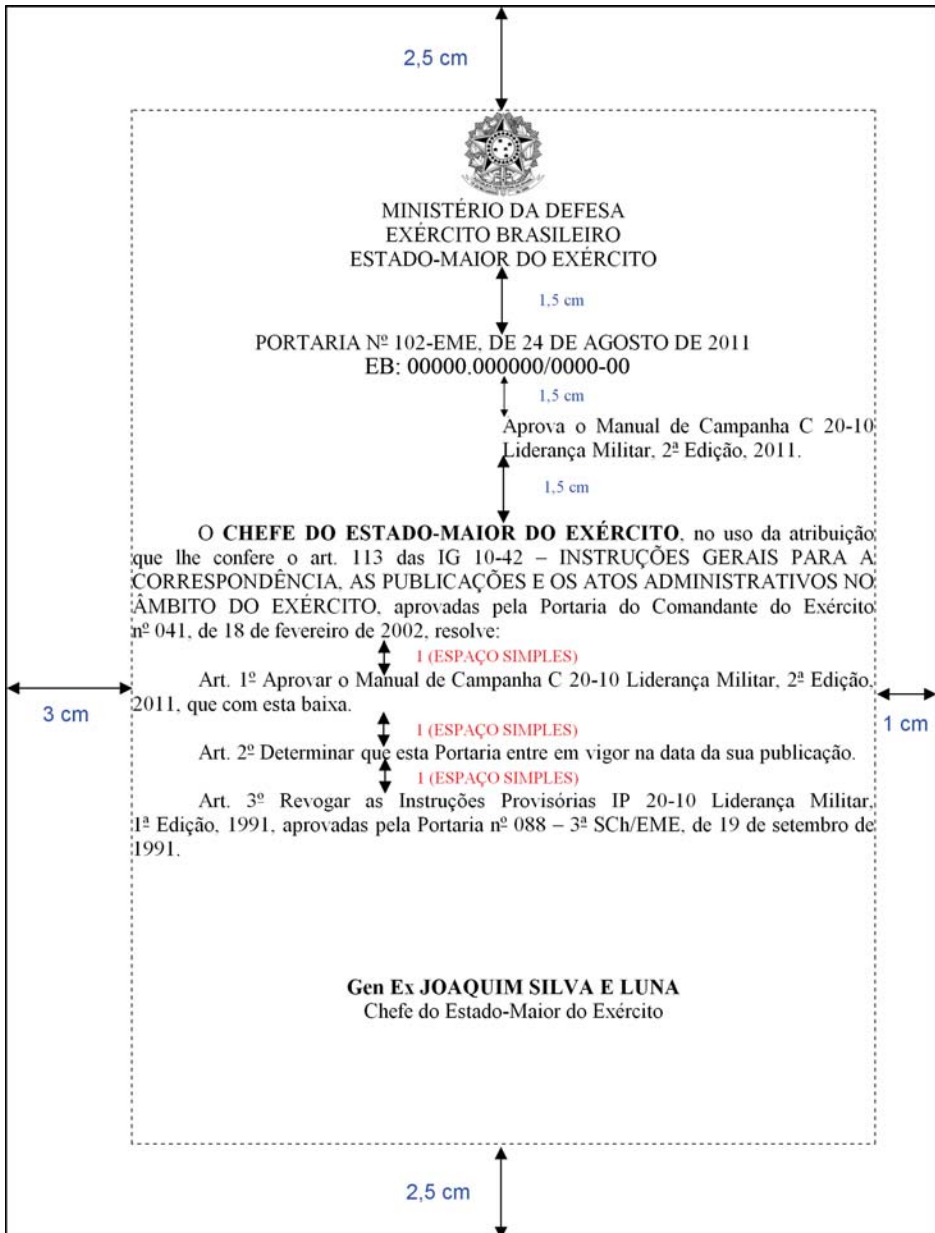 2,5 cm
MINISTÉRIO DA DEFESA
EXÉRCITO BRASILEIRO
ESTADO-MAIOR DO EXÉRCITO
1,5 cm
PORTARIA Nº 102-EME, DE 24 DE AGOSTO DE 2011
EB: 00000.000000/0000-00
1,5 cm
Aprova o Manual de Campanha C 20-10
Liderança Militar, 2ª Edição, 2011.
1,5 cm
O CHEFE DO ESTADO-MAIOR DO EXÉRCITO, no uso da atribuição
que lhe confere o art. 113 das IG 10-42 – INSTRUÇÕES GERAIS PARA A
CORRESPONDÊNCIA, AS PUBLICAÇÕES E OS ATOS ADMINISTRATIVOS NO
ÂMBITO DO EXÉRCITO, aprovadas pela Portaria do Comandante do Exército
nº 041, de 18 de fevereiro de 2002, resolve:
1 (ESPAÇO SIMPLES)
Art. 1º Aprovar o Manual de Campanha C 20-10 Liderança Militar, 2ª Edição,
2011, que com esta baixa.
3 cm
1 cm
1 (ESPAÇO SIMPLES)
Art. 2º Determinar que esta Portaria entre em vigor na data da sua publicação.
1 (ESPAÇO SIMPLES)
Art. 3º Revogar as Instruções Provisórias IP 20-10 Liderança Militar,
1ª Edição, 1991, aprovadas pela Portaria nº 088 – 3ª SCh/EME, de 19 de setembro de
1991.
Gen Ex JOAQUIM SILVA E LUNA
Chefe do Estado-Maior do Exército
2,5 cm